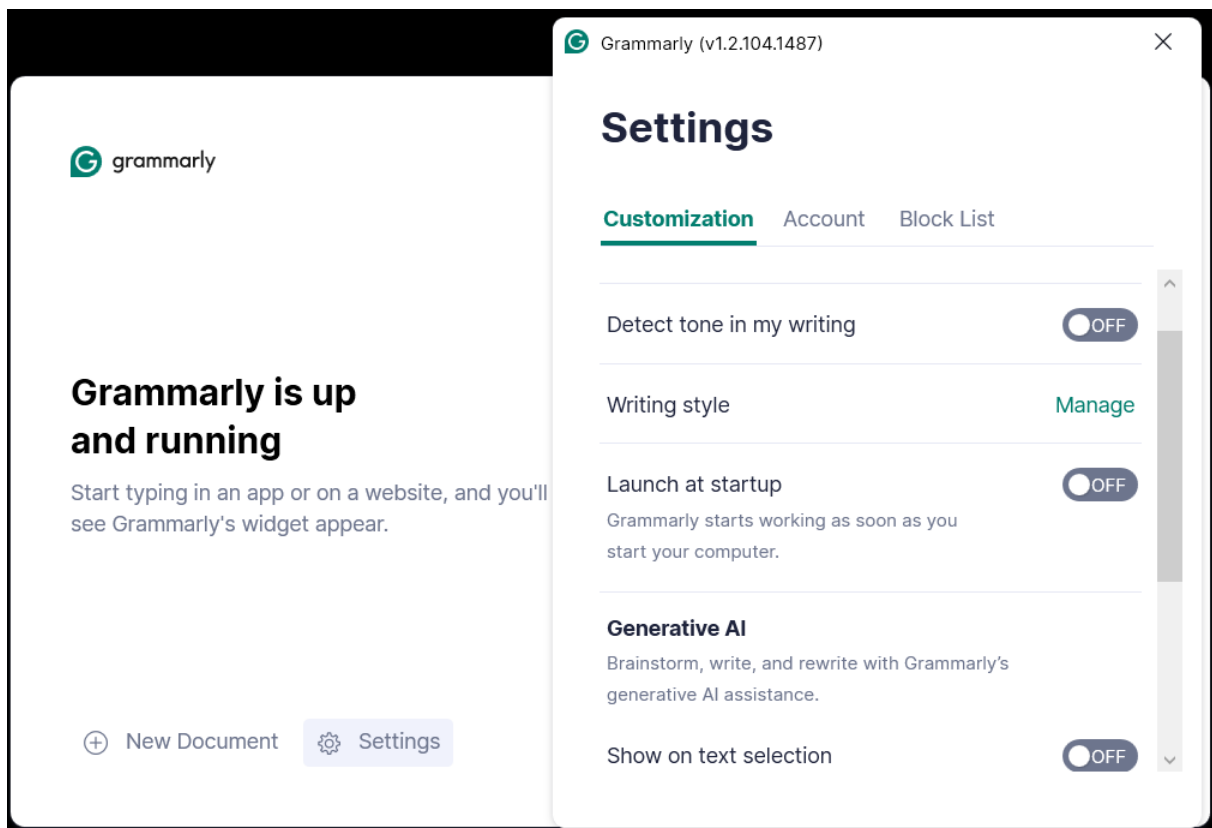 grammarly
Grammarly is up
and running
Start typing in an app or on a website, and you'll
see Grammarly's widget appear.
New Document
Settings
Grammarly (v1.2.104.1487)
Settings
Customization Account Block List
Detect tone in my writing OFF
Writing style Manage
Launch at startup OFF
Grammarly starts working as soon as you
start your computer.
Generative AI
Brainstorm, write, and rewrite with Grammarly’s
generative AI assistance.
Show on text selection OFF